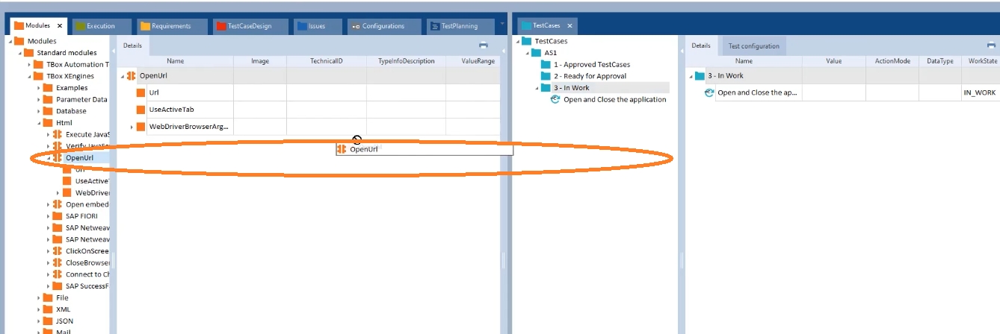 Modules
Execution
Requirements
TestCaseDesign
Issues
Configurations
TestPlanning
TestCases
Modules
Standard modules
TBox Automation T
TBox XEngines
Examples
Parameter Data
Database
Html
Execute JavaS
Verify JavaSc
OpenUrl
Url
UseActiveT
WebDriver
Open embed
SAP FIORI
SAP Netweav
SAP Netweav
ClickOnScree
CloseBrowser
Connect to Ch
SAP SuccessF
File
XML
JSON
Mail
Details
Name Image TechnicalID TypeInfoDescription ValueRange
OpenUrl
Url
UseActiveTab
WebDriverBrowserArg...
OpenUrl
TestCases
AS1
1 - Approved TestCases
2 - Ready for Approval
3 - In Work
Open and Close the application
Details Test configuration
Name Value ActionMode DataType WorkState
3 - In Work
Open and Close the ap... IN_WORK